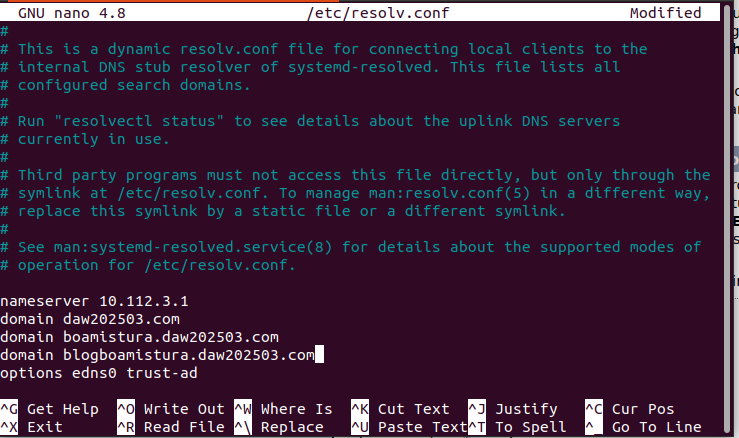 GNU nano 4.8 /etc/resolv.conf Modified
#
# This is a dynamic resolv.conf file for connecting local clients to the
# internal DNS stub resolver of systemd-resolved. This file lists all
# configured search domains.
#
# Run "resolvectl status" to see details about the uplink DNS servers
# currently in use.
#
# Third party programs must not access this file directly, but only through the
# symlink at /etc/resolv.conf. To manage man:resolv.conf(5) in a different way,
# replace this symlink by a static file or a different symlink.
#
# See man:systemd-resolved.service(8) for details about the supported modes of
# operation for /etc/resolv.conf.
nameserver 10.112.3.1
domain daw202503.com
domain boamistura.daw202503.com
domain blogboamistura.daw202503.com
options edns0 trust-ad
^G Get Help ^O Write Out ^W Where Is ^K Cut Text ^J Justify ^C Cur Pos
^X Exit ^R Read File ^\ Replace ^U Paste Text ^T To Spell ^_ Go To Line